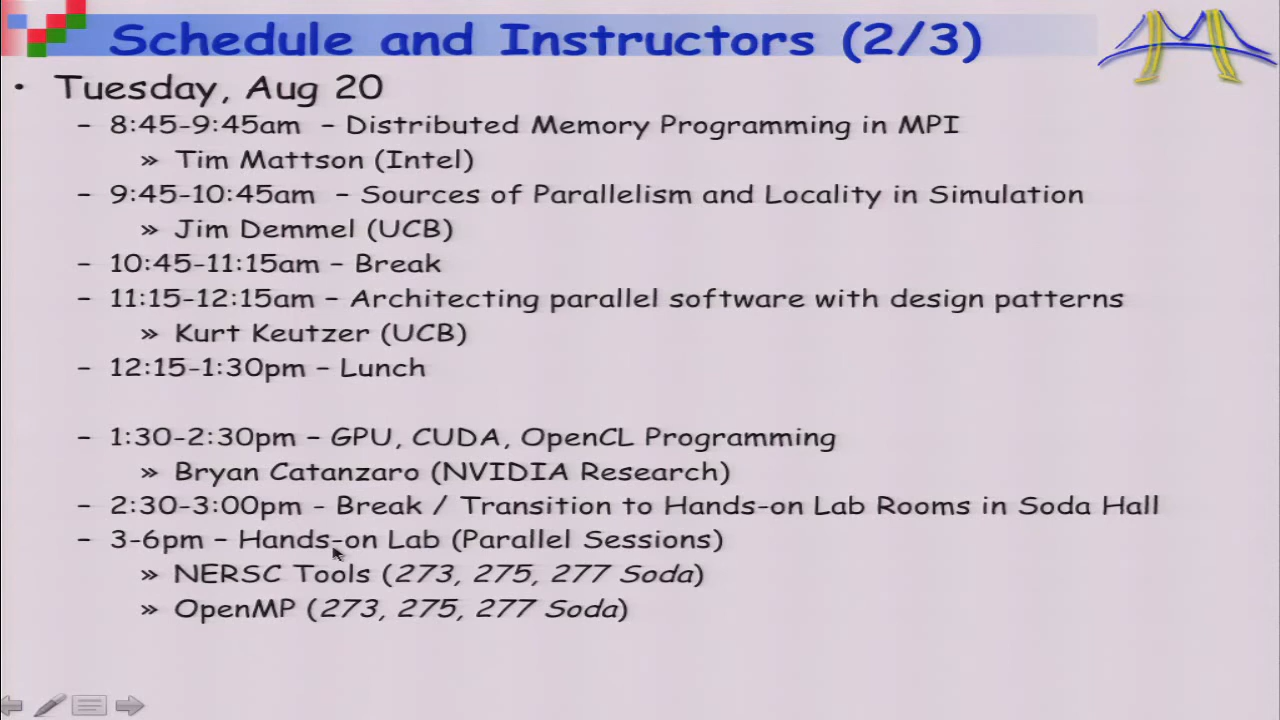 Schedule and Instructors (2/3)
• Tuesday, Aug 20
– 8:45-9:45am – Distributed Memory Programming in MPI
» Tim Mattson (Intel)
– 9:45-10:45am – Sources of Parallelism and Locality in Simulation
» Jim Demmel (UCB)
– 10:45-11:15am – Break
– 11:15-12:15am – Architecting parallel software with design patterns
» Kurt Keutzer (UCB)
– 12:15-1:30pm – Lunch
– 1:30-2:30pm – GPU, CUDA, OpenCL Programming
» Bryan Catanzaro (NVIDIA Research)
– 2:30-3:00pm - Break / Transition to Hands-on Lab Rooms in Soda Hall
– 3-6pm – Hands-on Lab (Parallel Sessions)
» NERSC Tools (273, 275, 277 Soda)
» OpenMP (273, 275, 277 Soda)